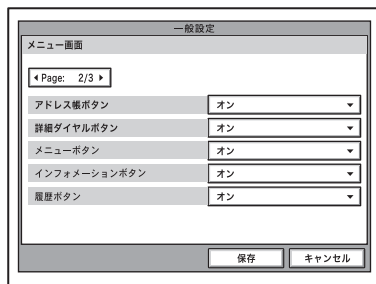 一般設定
メニュー画面
Page: 2/3
アドレス帳ボタン オン
詳細ダイヤルボタン オン
メニューボタン オン
インフォメーションボタン オン
履歴ボタン オン
保存 キャンセル